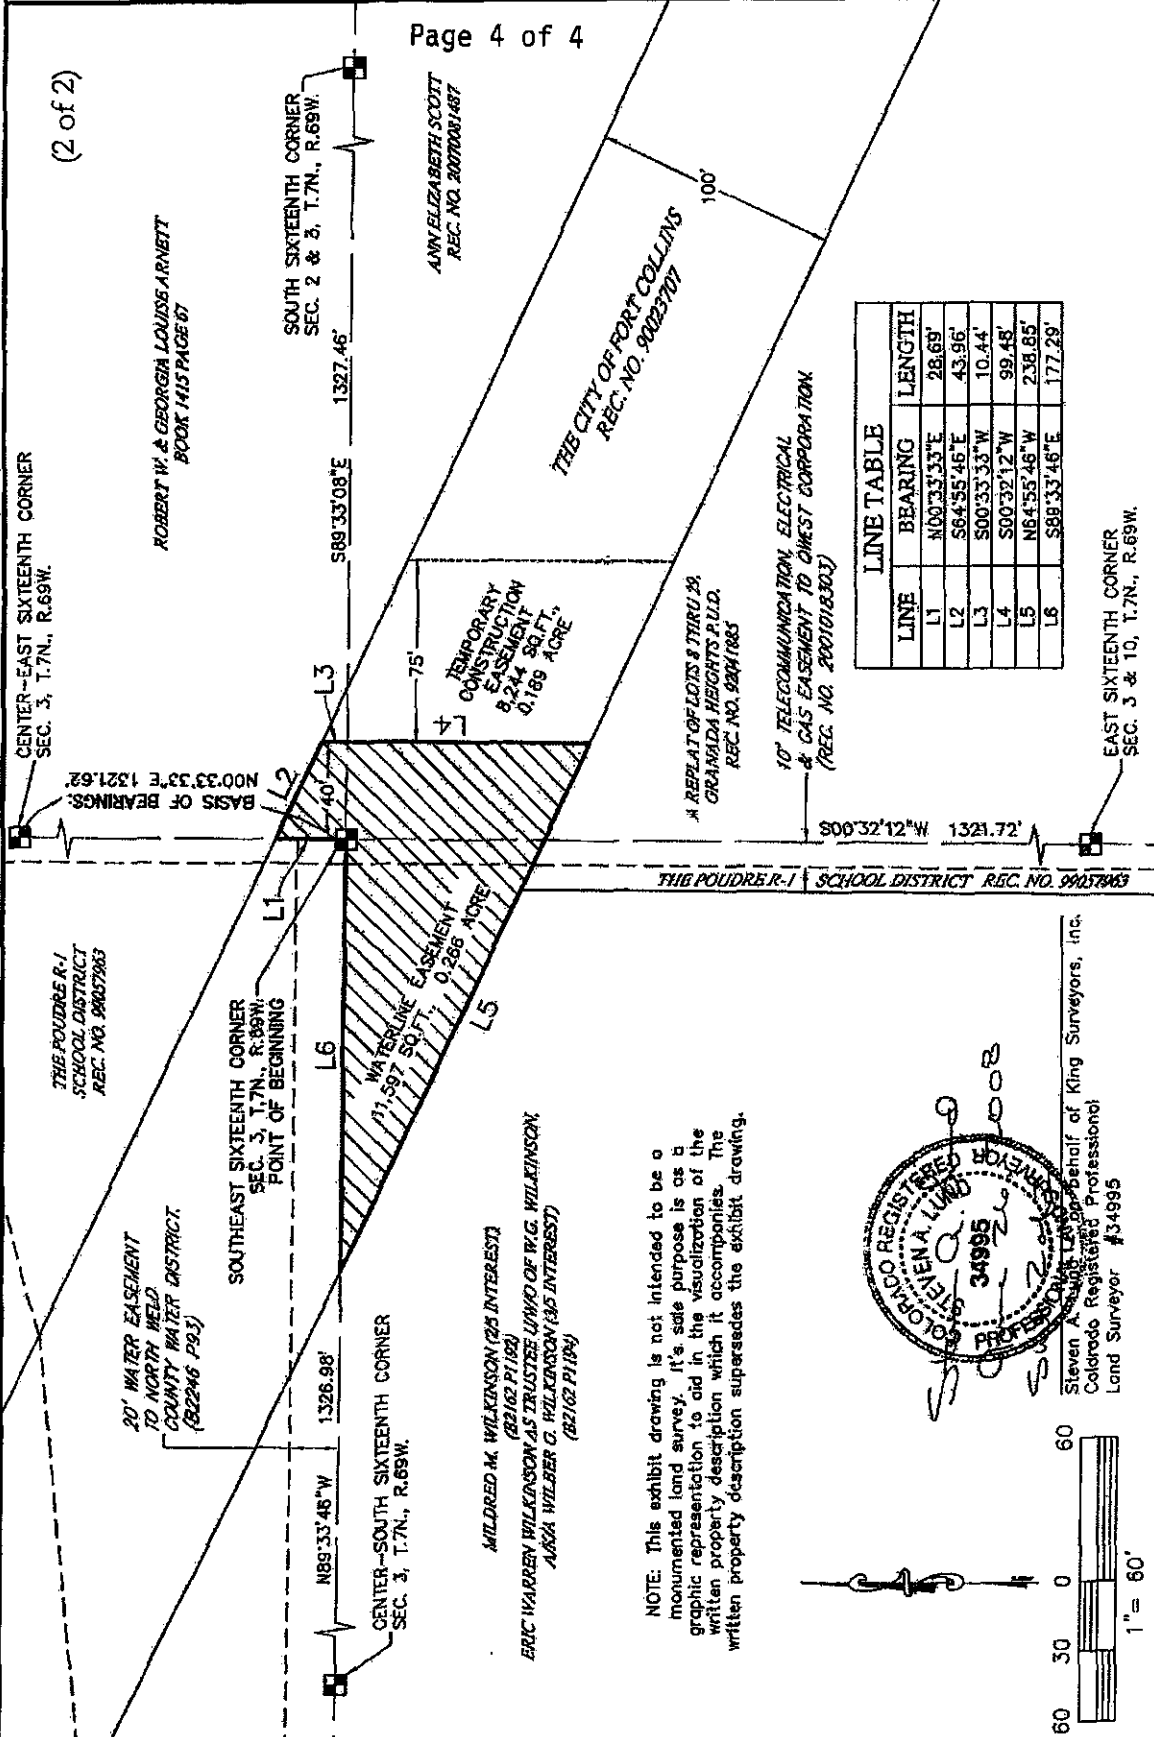 Page 4 of 4
(2 of 2)
CENTER-EAST SIXTEENTH CORNER
SEC. 3, T.7N., R.69W.
ROBERT W. & GEORGIA LOUISE ARNETT
BOOK 1415 PAGE 67
SOUTH SIXTEENTH CORNER
SEC. 2 & 3, T.7N., R.69W.
ANN ELIZABETH SCOTT
REC. NO. 20070081487
BASIS OF BEARINGS:
N00°33'33"E 1321.62'
S89°33'08"E 1327.46'
THE POUDRE R-1
SCHOOL DISTRICT
REC. NO. 99057963
SOUTHEAST SIXTEENTH CORNER
SEC. 3, T.7N., R.69W.
POINT OF BEGINNING
L1
L2
L3
40'
L4
L5
L6
75'
100'
TEMPORARY
CONSTRUCTION
EASEMENT
8,244 SQ.FT.,
0.189 ACRE
WATERLINE EASEMENT
11,597 SQ.FT., 0.266 ACRE
THE CITY OF FORT COLLINS
REC. NO. 90023707
20' WATER EASEMENT
TO NORTH WELD
COUNTY WATER DISTRICT.
(B2246 P93)
N89°33'46"W 1326.98'
CENTER-SOUTH SIXTEENTH CORNER
SEC. 3, T.7N., R.69W.
MILDRED M. WILKINSON (2/5 INTEREST)
(B2162 P1192)
ERIC WARREN WILKINSON AS TRUSTEE U/W/O OF W.G. WILKINSON,
A/K/A WILBER G. WILKINSON (3/5 INTEREST)
(B2162 P1194)
A REPLAT OF LOTS 8 THRU 29,
GRANADA HEIGHTS P.U.D.
REC. NO. 92041985
10' TELECOMMUNICATION, ELECTRICAL
& GAS EASEMENT TO QWEST CORPORATION.
(REC. NO. 2001018303)
S00°32'12"W 1321.72'
THE POUDRE R-1 SCHOOL DISTRICT REC. NO. 99057963
EAST SIXTEENTH CORNER
SEC. 3 & 10, T.7N., R.69W.
LINE TABLE
LINE BEARING LENGTH
L1 N00°33'33"E 28.69'
L2 S64°55'46"E 43.96'
L3 S00°33'33"W 10.44'
L4 S00°32'12"W 99.48'
L5 N64°55'46"W 238.85'
L6 S89°33'46"E 177.29'
NOTE: This exhibit drawing is not intended to be a
monumented land survey. It's sole purpose is as a
graphic representation to aid in the visualization of the
written property description which it accompanies. The
written property description supersedes the exhibit drawing.
COLORADO REGISTERED
STEVEN A. LUND
34995
PROFESSIONAL LAND SURVEYOR
Steven A. Lund - on behalf of King Surveyors, Inc.
Colorado Registered Professional
Land Surveyor #34995
60 30 0 60
1"= 60'